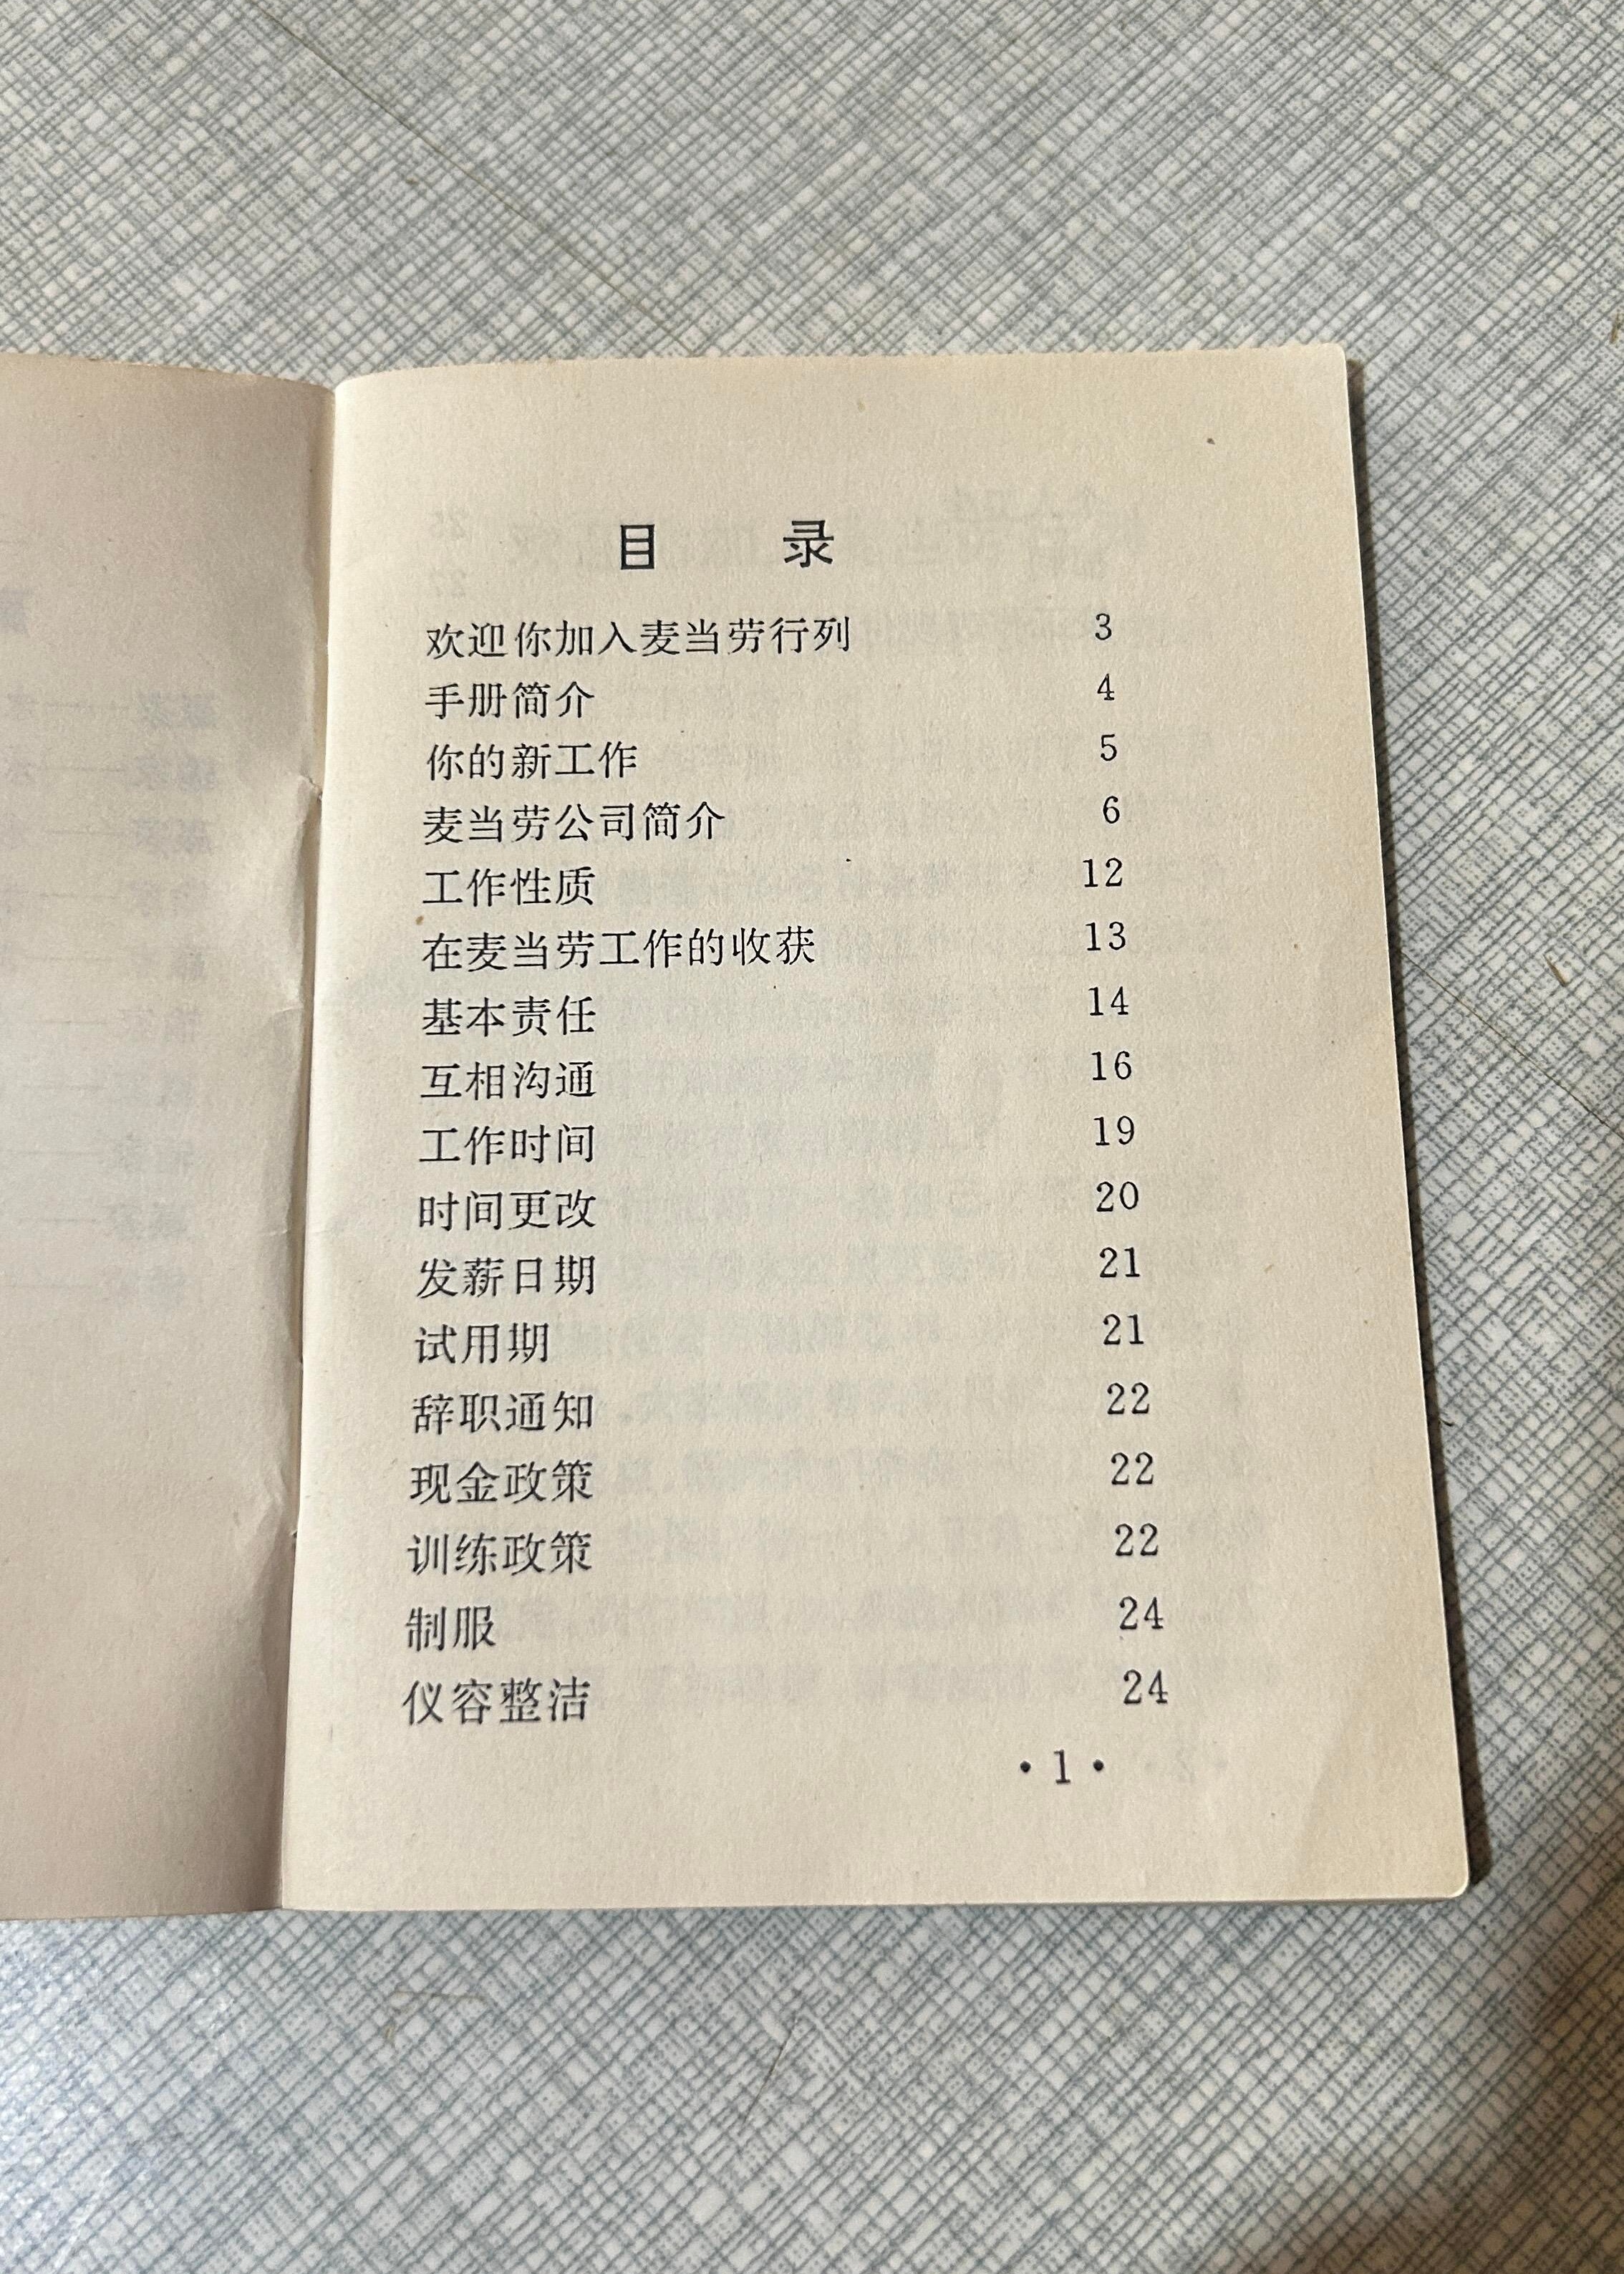 目 录
欢迎你加入麦当劳行列 3
手册简介 4
你的新工作 5
麦当劳公司简介 6
工作性质 12
在麦当劳工作的收获 13
基本责任 14
互相沟通 16
工作时间 19
时间更改 20
发薪日期 21
试用期 21
辞职通知 22
现金政策 22
训练政策 22
制服 24
仪容整洁 24
·1·